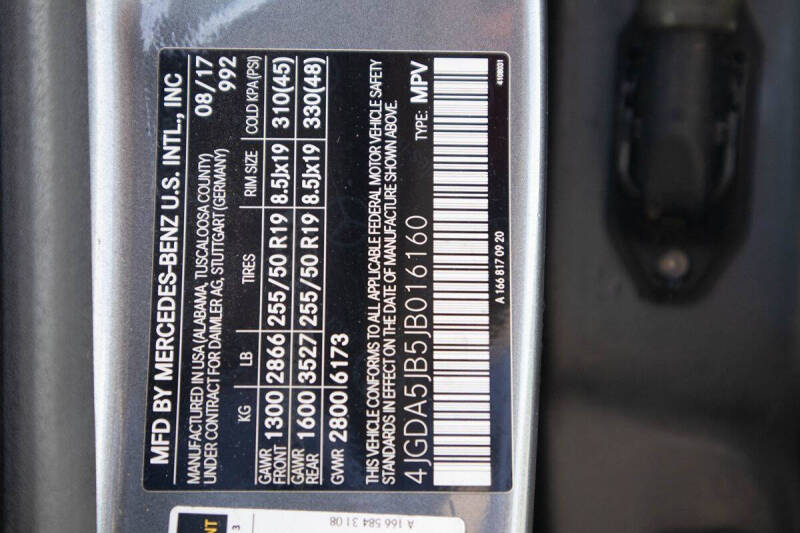 MFD BY MERCEDES-BENZ U.S. INTL., INC
MANUFACTURED IN USA (ALABAMA, TUSCALOOSA COUNTY) 08/17
UNDER CONTRACT FOR DAIMLER AG, STUTTGART (GERMANY) 992
KG LB TIRES RIM SIZE COLD KPA (PSI)
GAWR FRONT 1300 2866 255/50 R19 8.5Jx19 310(45)
GAWR REAR 1600 3527 255/50 R19 8.5Jx19 330(48)
GVWR 2800 6173
THIS VEHICLE CONFORMS TO ALL APPLICABLE FEDERAL MOTOR VEHICLE SAFETY
STANDARDS IN EFFECT ON THE DATE OF MANUFACTURE SHOWN ABOVE.
4JGDA5JB5JB016160 TYPE: MPV
A 166 817 09 20
4108031
A 166 584 31 08
NT
3